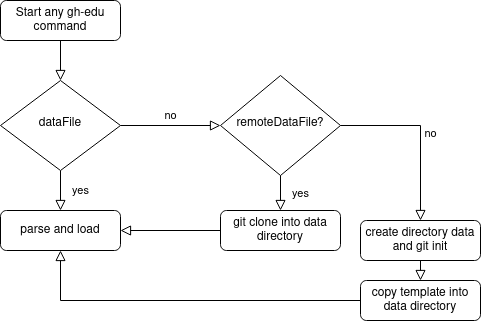 Start any gh-edu
command
dataFile
no
remoteDataFile?
no
yes
yes
parse and load
git clone into data
directory
create directory data
and git init
copy template into
data directory